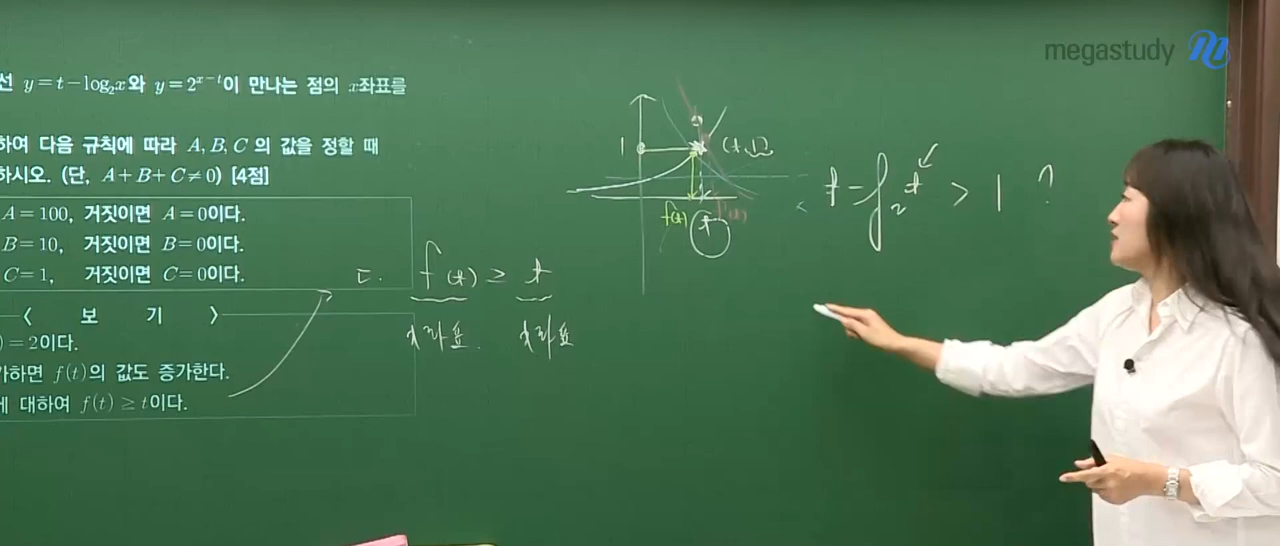 megastudy
선 y=t-log₂x와 y=2^{x-t}이 만나는 점의 x좌표를
하여 다음 규칙에 따라 A, B, C의 값을 정할 때
하시오. (단, A+B+C≠0) [4점]
A=100, 거짓이면 A=0이다.
B=10, 거짓이면 B=0이다.
C=1, 거짓이면 C=0이다.
〈 보 기 〉
)=2이다.
가하면 f(t)의 값도 증가한다.
에 대하여 f(t)≥t이다.
ㄷ. f(t) ≥ t
x좌표. x좌표
1 (t, 1)
f(t) t
t-log₂t > 1 ?